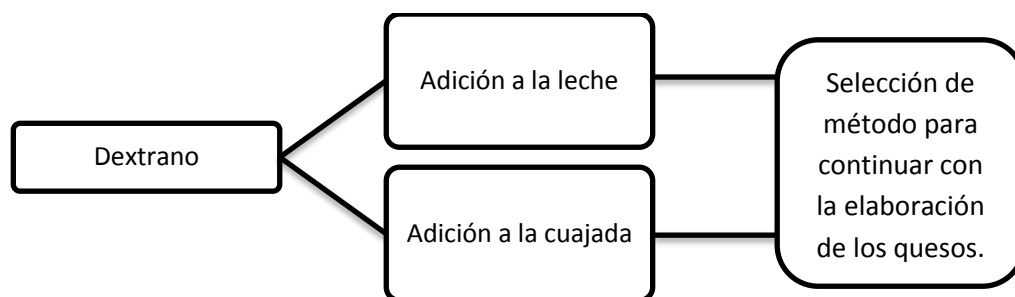 Dextrano
Adición a la leche
Adición a la cuajada
Selección de
método para
continuar con
la elaboración
de los quesos.